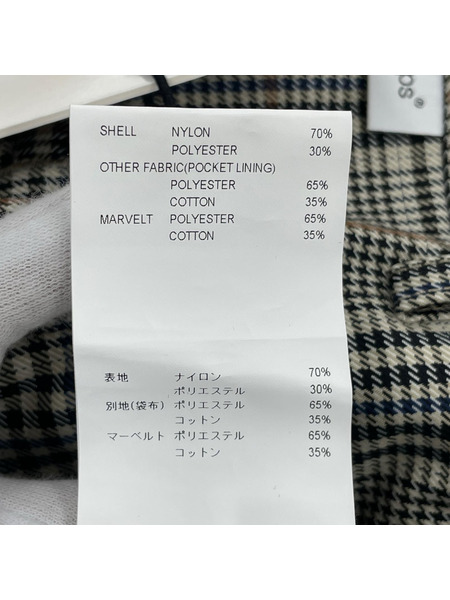 OS®
SHELL NYLON 70%
POLYESTER 30%
OTHER FABRIC(POCKET LINING)
POLYESTER 65%
COTTON 35%
MARVELT POLYESTER 65%
COTTON 35%
表地 ナイロン 70%
ポリエステル 30%
別地(袋布) ポリエステル 65%
コットン 35%
マーベルト ポリエステル 65%
コットン 35%